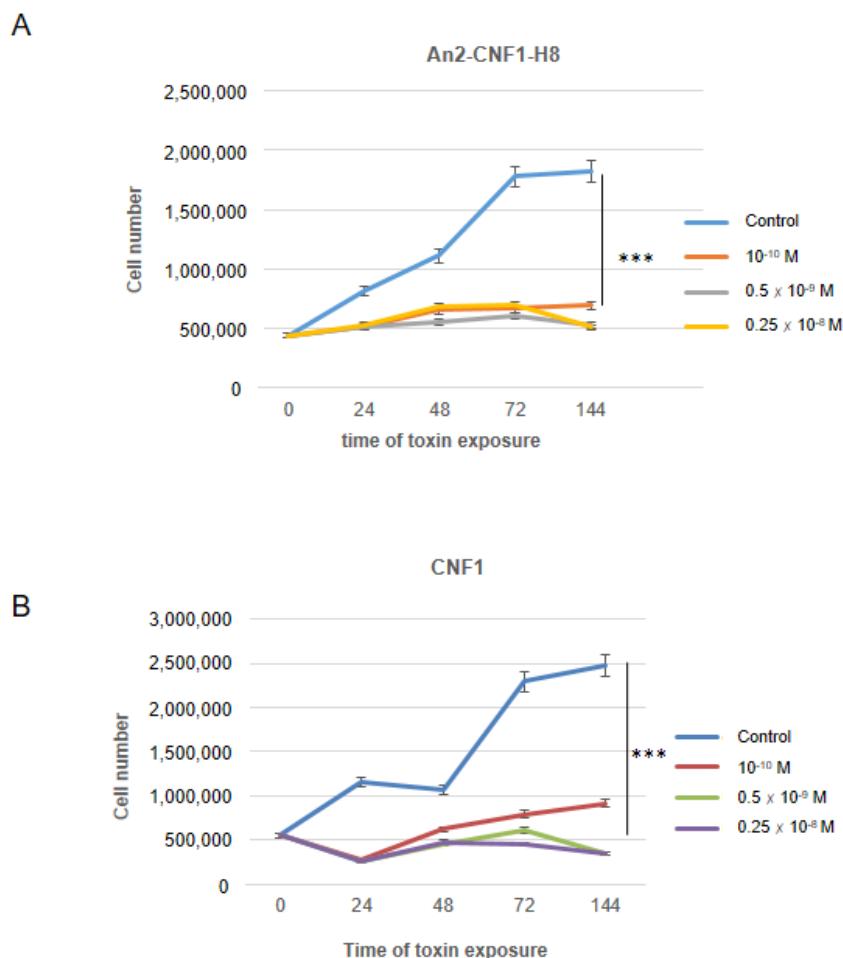 A
An2-CNF1-H8
2,500,000
2,000,000
1,500,000
1,000,000
500,000
0
Cell number
0 24 48 72 144
time of toxin exposure
***
Control
10⁻¹⁰ M
0.5 x 10⁻⁹ M
0.25 x 10⁻⁸ M
B
CNF1
3,000,000
2,500,000
2,000,000
1,500,000
1,000,000
500,000
0
Cell number
0 24 48 72 144
Time of toxin exposure
***
Control
10⁻¹⁰ M
0.5 x 10⁻⁹ M
0.25 x 10⁻⁸ M